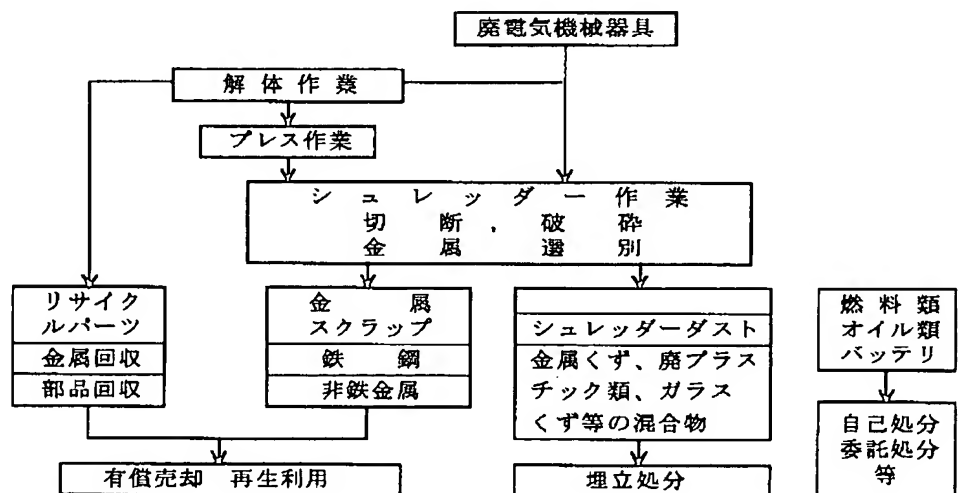 廃電気機械器具
解体作業
プレス作業
シュレッダー作業
切断、破砕
金属選別
リサイク
ルパーツ
金属回収
部品回収
金属
スクラップ
鉄鋼
非鉄金属
シュレッダーダスト
金属くず、廃プラス
チック類、ガラス
くず等の混合物
燃料類
オイル類
バッテリ
自己処分
委託処分
等
有償売却 再生利用
埋立処分